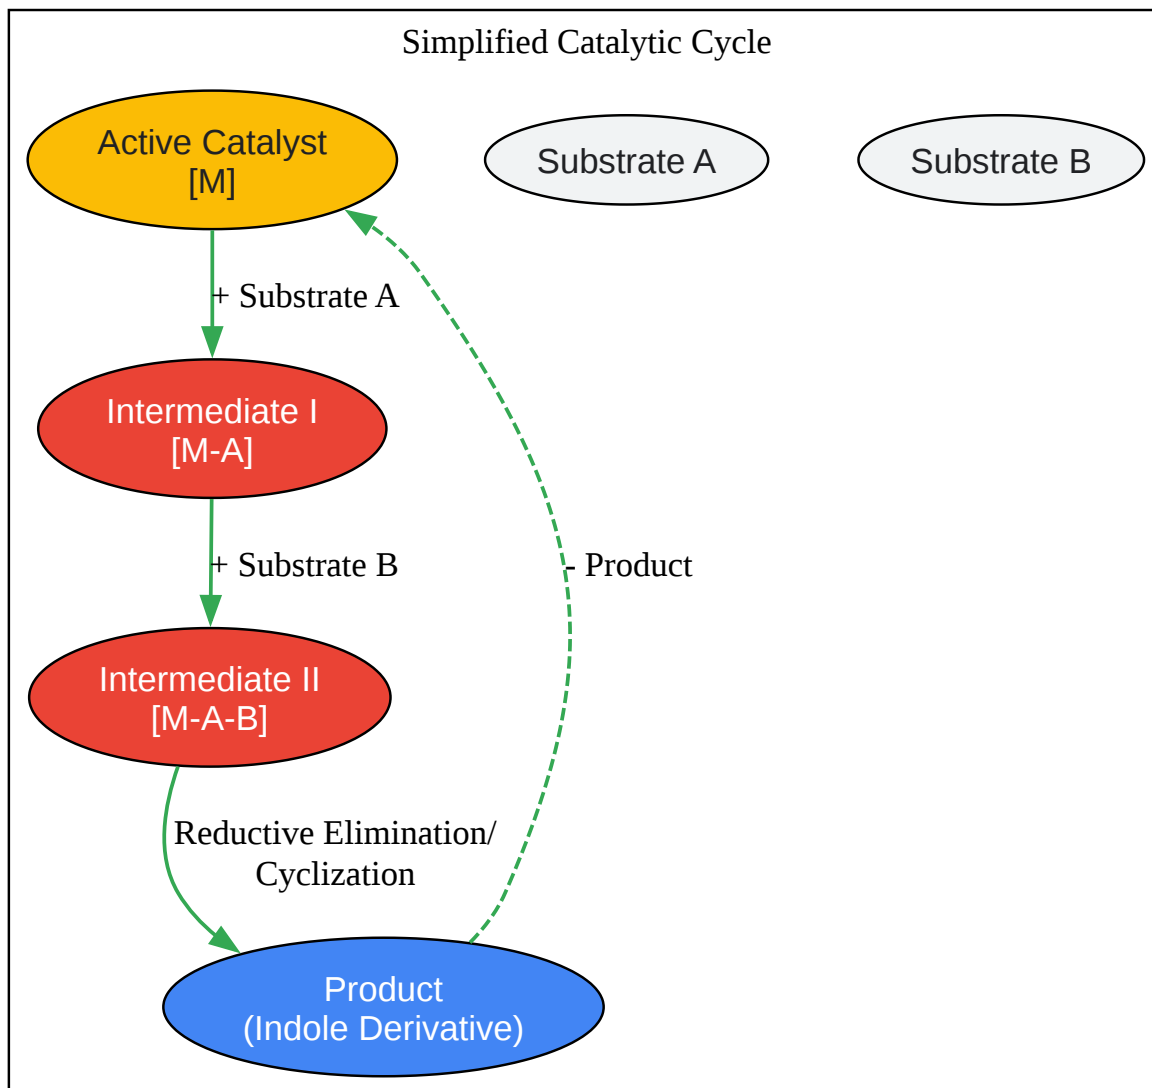 Simplified Catalytic Cycle
Active Catalyst
[M]
Substrate A
Substrate B
+ Substrate A
Intermediate I
[M-A]
+ Substrate B
- Product
Intermediate II
[M-A-B]
Reductive Elimination/
Cyclization
Product
(Indole Derivative)